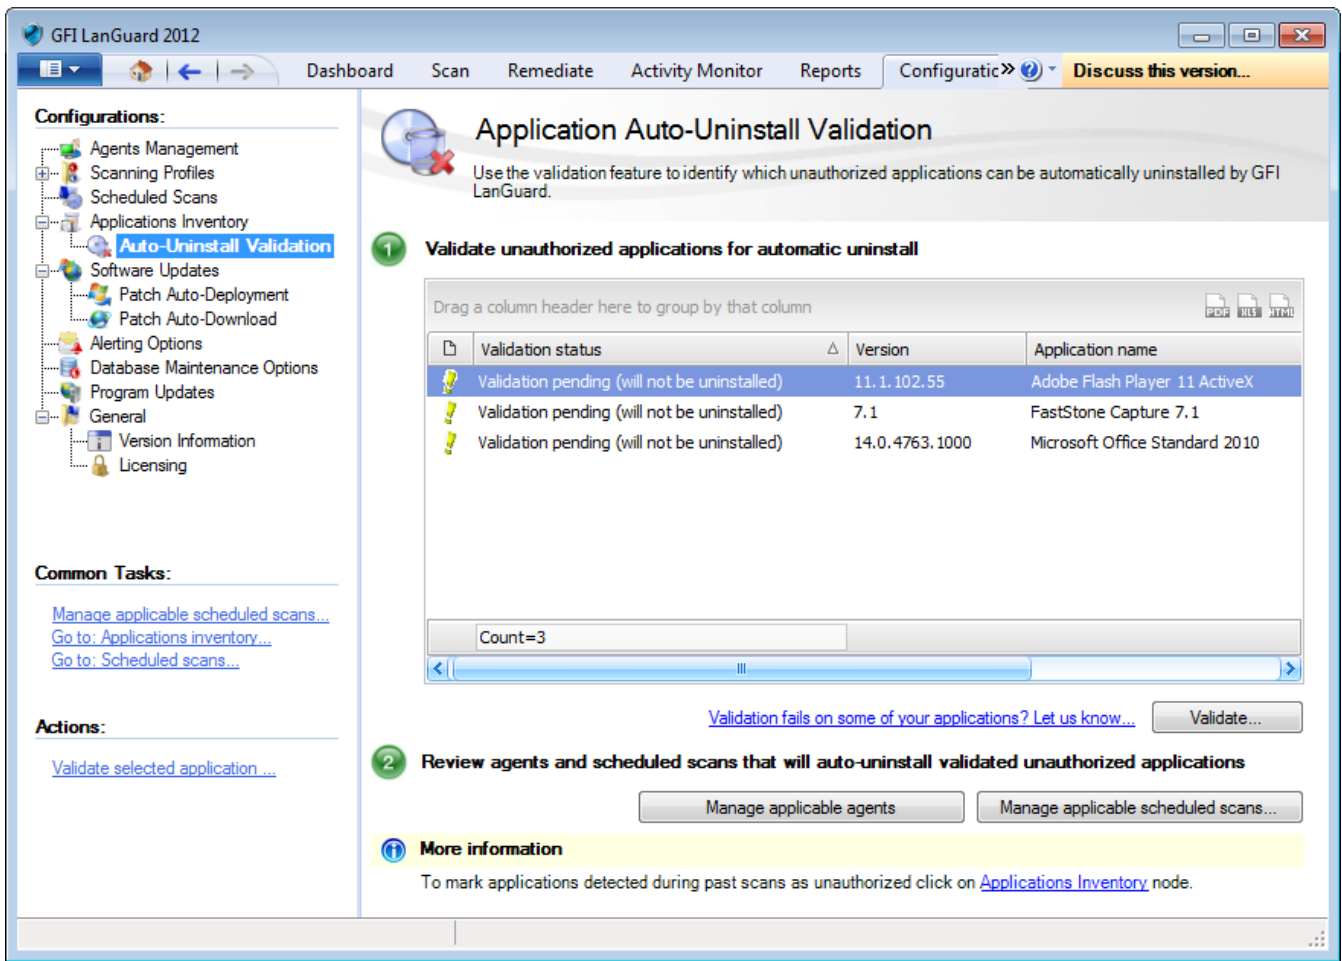 GFI LanGuard 2012
Dashboard Scan Remediate Activity Monitor Reports Configuratic» Discuss this version...
Configurations:
Agents Management
Scanning Profiles
Scheduled Scans
Applications Inventory
Auto-Uninstall Validation
Software Updates
Patch Auto-Deployment
Patch Auto-Download
Alerting Options
Database Maintenance Options
Program Updates
General
Version Information
Licensing
Common Tasks:
Manage applicable scheduled scans...
Go to: Applications inventory...
Go to: Scheduled scans...
Actions:
Validate selected application ...
Application Auto-Uninstall Validation
Use the validation feature to identify which unauthorized applications can be automatically uninstalled by GFI
LanGuard.
1 Validate unauthorized applications for automatic uninstall
Drag a column header here to group by that column PDF XLS HTML
Validation status Version Application name
Validation pending (will not be uninstalled) 11.1.102.55 Adobe Flash Player 11 ActiveX
Validation pending (will not be uninstalled) 7.1 FastStone Capture 7.1
Validation pending (will not be uninstalled) 14.0.4763.1000 Microsoft Office Standard 2010
Count=3
Validation fails on some of your applications? Let us know... Validate...
2 Review agents and scheduled scans that will auto-uninstall validated unauthorized applications
Manage applicable agents Manage applicable scheduled scans...
More information
To mark applications detected during past scans as unauthorized click on Applications Inventory node.